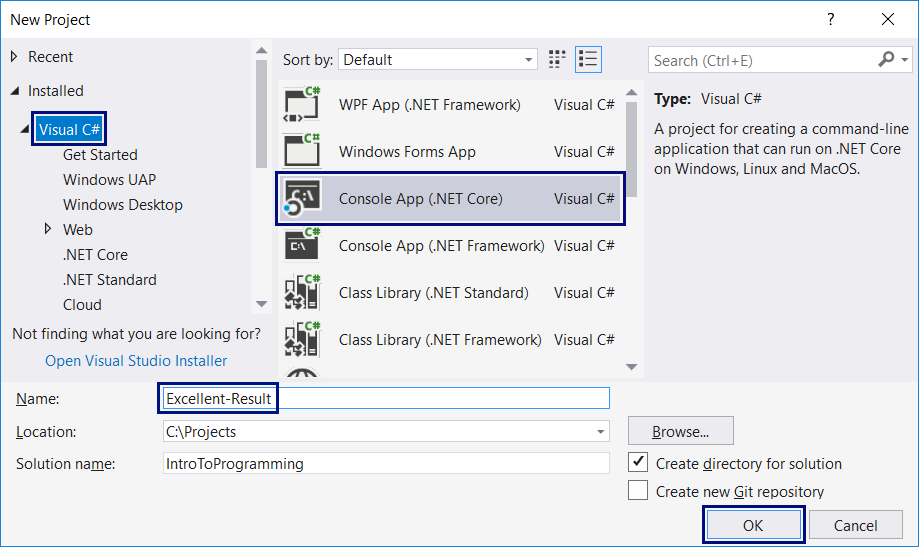 New Project
?
Recent
Installed
Visual C#
Get Started
Windows UAP
Windows Desktop
Web
.NET Core
.NET Standard
Cloud
Not finding what you are looking for?
Open Visual Studio Installer
Sort by: Default
C# WPF App (.NET Framework) Visual C#
C# Windows Forms App Visual C#
C:\ Console App (.NET Core) Visual C#
C# C:\ Console App (.NET Framework) Visual C#
C# Class Library (.NET Standard) Visual C#
C# Class Library (.NET Framework) Visual C#
Search (Ctrl+E)
Type: Visual C#
A project for creating a command-line
application that can run on .NET Core
on Windows, Linux and MacOS.
Name: Excellent-Result
Location: C:\Projects
Browse...
Solution name: IntroToProgramming
Create directory for solution
Create new Git repository
OK Cancel